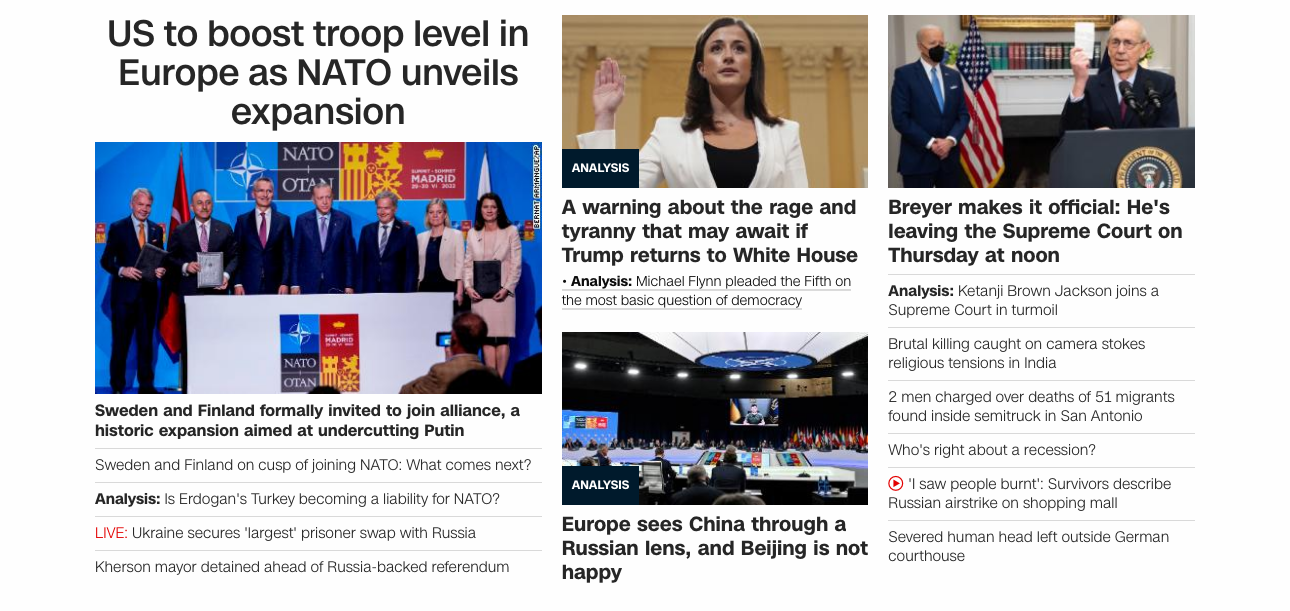 US to boost troop level in
Europe as NATO unveils
expansion
NATO
OTAN
SUMMIT • SOMMET
MADRID
29-30 VI 2022
BERNAT ARMANGUE/AP
NATO
OTAN
MADRID
Sweden and Finland formally invited to join alliance, a
historic expansion aimed at undercutting Putin
Sweden and Finland on cusp of joining NATO: What comes next?
Analysis: Is Erdogan's Turkey becoming a liability for NATO?
LIVE: Ukraine secures 'largest' prisoner swap with Russia
Kherson mayor detained ahead of Russia-backed referendum
ANALYSIS
A warning about the rage and
tyranny that may await if
Trump returns to White House
• Analysis: Michael Flynn pleaded the Fifth on
the most basic question of democracy
ANALYSIS
Europe sees China through a
Russian lens, and Beijing is not
happy
Breyer makes it official: He's
leaving the Supreme Court on
Thursday at noon
Analysis: Ketanji Brown Jackson joins a
Supreme Court in turmoil
Brutal killing caught on camera stokes
religious tensions in India
2 men charged over deaths of 51 migrants
found inside semitruck in San Antonio
Who's right about a recession?
'I saw people burnt': Survivors describe
Russian airstrike on shopping mall
Severed human head left outside German
courthouse